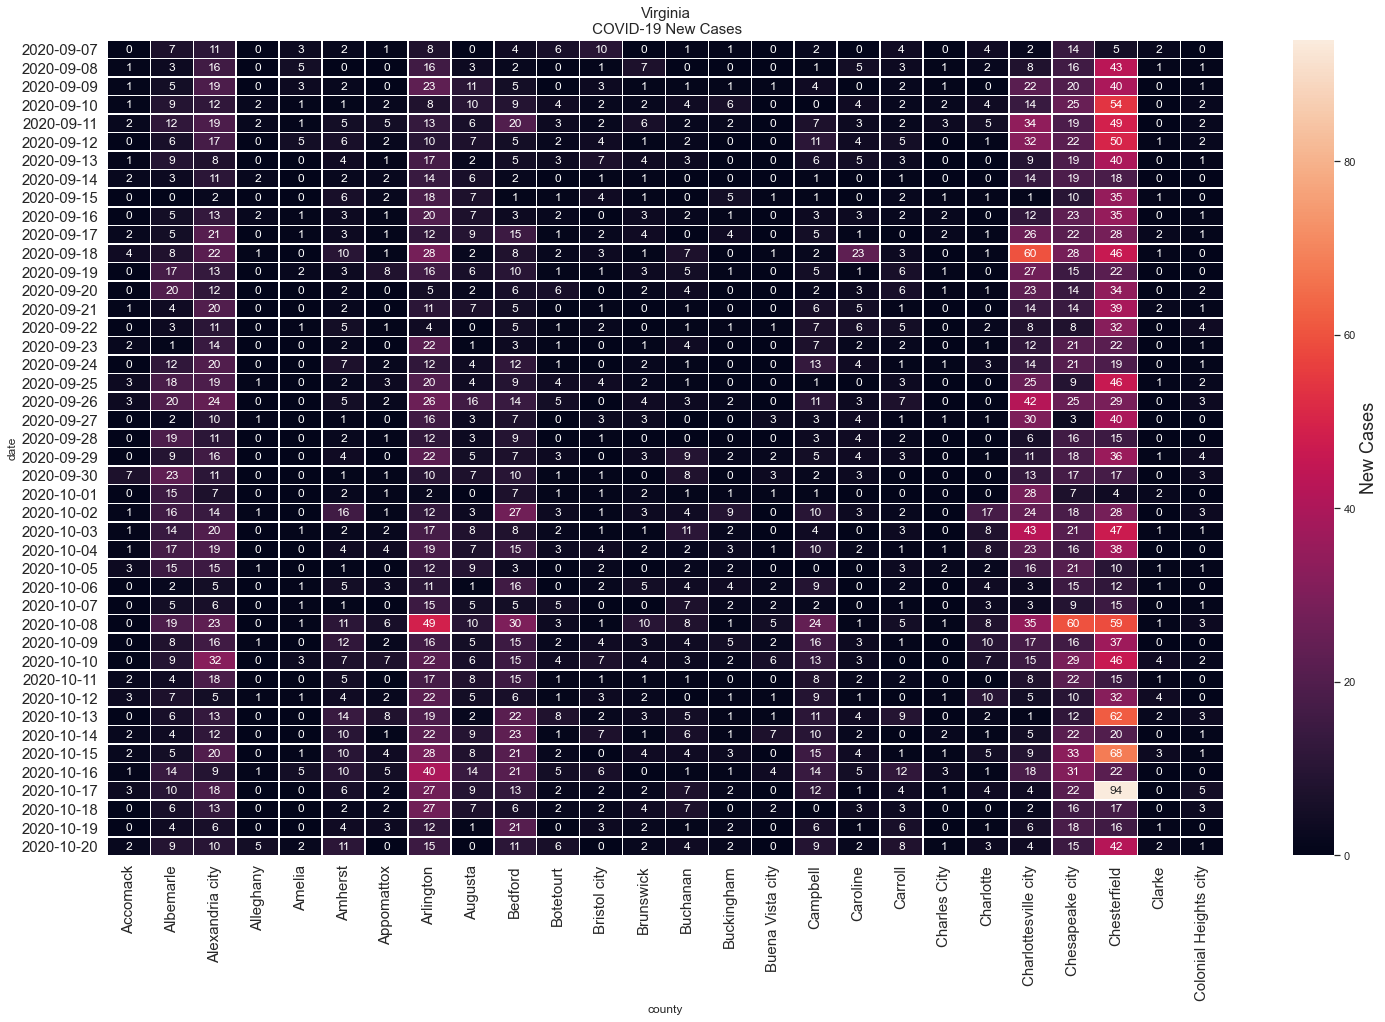 Virginia
COVID-19 New Cases
2020-09-07 0 7 11 0 3 2 1 8 0 4 6 10 0 1 1 0 2 0 4 0 4 2 14 5 2 0
2020-09-08 1 3 16 0 5 0 0 16 3 2 0 1 7 0 0 0 1 5 3 1 2 8 16 43 1 1
2020-09-09 1 5 19 0 3 2 0 23 11 5 0 3 1 1 1 1 4 0 2 1 0 22 20 40 0 1
2020-09-10 1 9 12 2 1 1 2 8 10 9 4 2 2 4 6 0 0 4 2 2 4 14 25 54 0 2
2020-09-11 2 12 19 2 1 5 5 13 6 20 3 2 6 2 2 0 7 3 2 3 5 34 19 49 0 2
2020-09-12 0 6 17 0 5 6 2 10 7 5 2 4 1 2 0 0 11 4 5 0 1 32 22 50 1 2
2020-09-13 1 9 8 0 0 4 1 17 2 5 3 7 4 3 0 0 6 5 3 0 0 9 19 40 0 1
2020-09-14 2 3 11 2 0 2 2 14 6 2 0 1 1 0 0 0 1 0 1 0 0 14 19 18 0 0
2020-09-15 0 0 2 0 0 6 2 18 7 1 1 4 1 0 5 1 1 0 2 1 1 1 10 35 1 0
2020-09-16 0 5 13 2 1 3 1 20 7 3 2 0 3 2 1 0 3 3 2 2 0 12 23 35 0 1
2020-09-17 2 5 21 0 1 3 1 12 9 15 1 2 4 0 4 0 5 1 0 2 1 26 22 28 2 1
2020-09-18 4 8 22 1 0 10 1 28 2 8 2 3 1 7 0 1 2 23 3 0 1 60 28 46 1 0
2020-09-19 0 17 13 0 2 3 8 16 6 10 1 1 3 5 1 0 5 1 6 1 0 27 15 22 0 0
2020-09-20 0 20 12 0 0 2 0 5 2 6 6 0 2 4 0 0 2 3 6 1 1 23 14 34 0 2
2020-09-21 1 4 20 0 0 2 0 11 7 5 0 1 0 1 0 0 6 5 1 0 0 14 14 39 2 1
2020-09-22 0 3 11 0 1 5 1 4 0 5 1 2 0 1 1 1 7 6 5 0 2 8 8 32 0 4
2020-09-23 2 1 14 0 0 2 0 22 1 3 1 0 1 4 0 0 7 2 2 0 1 12 21 22 0 1
2020-09-24 0 12 20 0 0 7 2 12 4 12 1 0 2 1 0 0 13 4 1 1 3 14 21 19 0 1
2020-09-25 3 18 19 1 0 2 3 20 4 9 4 4 2 1 0 0 1 0 3 0 0 25 9 46 1 2
2020-09-26 3 20 24 0 0 5 2 26 16 14 5 0 4 3 2 0 11 3 7 0 0 42 25 29 0 3
2020-09-27 0 2 10 1 0 1 0 16 3 7 0 3 3 0 0 3 3 4 1 1 1 30 3 40 0 0
2020-09-28 0 19 11 0 0 2 1 12 3 9 0 1 0 0 0 0 3 4 2 0 0 6 16 15 0 0
2020-09-29 0 9 16 0 0 4 0 22 5 7 3 0 3 9 2 2 5 4 3 0 1 11 18 36 1 4
2020-09-30 7 23 11 0 0 1 1 10 7 10 1 1 0 8 0 3 2 3 0 0 0 13 17 17 0 3
2020-10-01 0 15 7 0 0 2 1 2 0 7 1 1 2 1 1 1 1 0 0 0 0 28 7 4 2 0
2020-10-02 1 16 14 1 0 16 1 12 3 27 3 1 3 4 9 0 10 3 2 0 17 24 18 28 0 3
2020-10-03 1 14 20 0 1 2 2 17 8 8 2 1 1 11 2 0 4 0 3 0 8 43 21 47 1 1
2020-10-04 1 17 19 0 0 4 4 19 7 15 3 4 2 2 3 1 10 2 1 1 8 23 16 38 0 0
2020-10-05 3 15 15 1 0 1 0 12 9 3 0 2 0 2 2 0 0 0 3 2 2 16 21 10 1 1
2020-10-06 0 2 5 0 1 5 3 11 1 16 0 2 5 4 4 2 9 0 2 0 4 3 15 12 1 0
2020-10-07 0 5 6 0 1 1 0 15 5 5 5 0 0 7 2 2 2 0 1 0 3 3 9 15 0 1
2020-10-08 0 19 23 0 1 11 6 49 10 30 3 1 10 8 1 5 24 1 5 1 8 35 60 59 1 3
2020-10-09 0 8 16 1 0 12 2 16 5 15 2 4 3 4 5 2 16 3 1 0 10 17 16 37 0 0
2020-10-10 0 9 32 0 3 7 7 22 6 15 4 7 4 3 2 6 13 3 0 0 7 15 29 46 4 2
2020-10-11 2 4 18 0 0 5 0 17 8 15 1 1 1 1 0 0 8 2 2 0 0 8 22 15 1 0
2020-10-12 3 7 5 1 1 4 2 22 5 6 1 3 2 0 1 1 9 1 0 1 10 5 10 32 4 0
2020-10-13 0 6 13 0 0 14 8 19 2 22 8 2 3 5 1 1 11 4 9 0 2 1 12 62 2 3
2020-10-14 2 4 12 0 0 10 1 22 9 23 1 7 1 6 1 7 10 2 0 2 1 5 22 20 0 1
2020-10-15 2 5 20 0 1 10 4 28 8 21 2 0 4 4 3 0 15 4 1 1 5 9 33 68 3 1
2020-10-16 1 14 9 1 5 10 5 40 14 21 5 6 0 1 1 4 14 5 12 3 1 18 31 22 0 0
2020-10-17 3 10 18 0 0 6 2 27 9 13 2 2 2 7 2 0 12 1 4 1 4 4 22 94 0 5
2020-10-18 0 6 13 0 0 2 2 27 7 6 2 2 4 7 0 2 0 3 3 0 0 2 16 17 0 3
2020-10-19 0 4 6 0 0 4 3 12 1 21 0 3 2 1 2 0 6 1 6 0 1 6 18 16 1 0
2020-10-20 2 9 10 5 2 11 0 15 0 11 6 0 2 4 2 0 9 2 8 1 3 4 15 42 2 1
date
Accomack
Albemarle
Alexandria city
Alleghany
Amelia
Amherst
Appomattox
Arlington
Augusta
Bedford
Botetourt
Bristol city
Brunswick
Buchanan
Buckingham
Buena Vista city
Campbell
Caroline
Carroll
Charles City
Charlotte
Charlottesville city
Chesapeake city
Chesterfield
Clarke
Colonial Heights city
county
80
60
40
20
0
New Cases